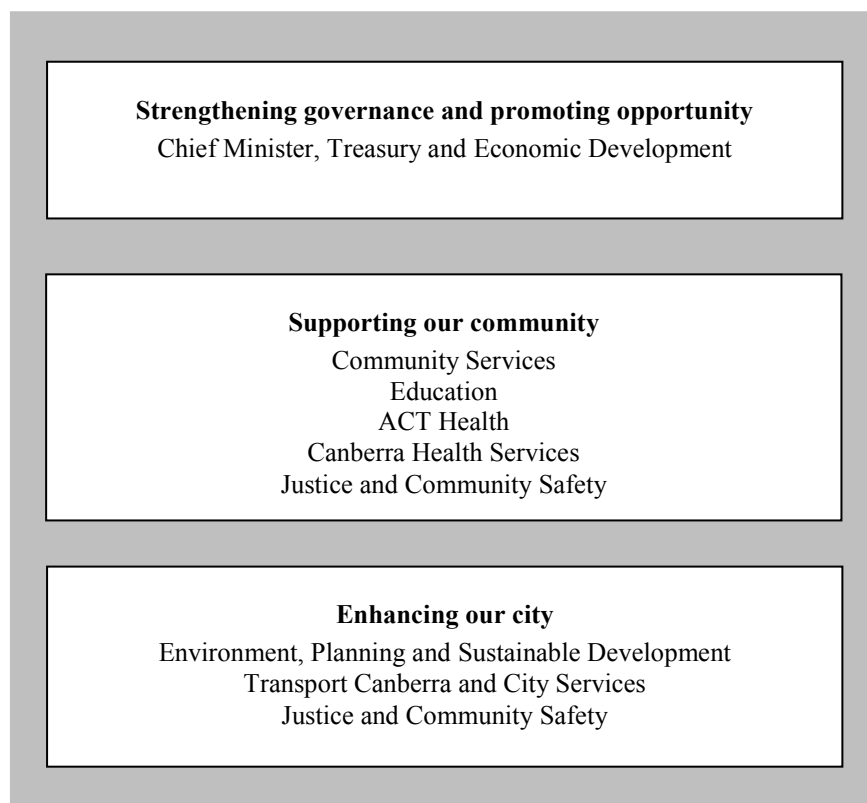 Strengthening governance and promoting opportunity
Chief Minister, Treasury and Economic Development
Supporting our community
Community Services
Education
ACT Health
Canberra Health Services
Justice and Community Safety
Enhancing our city
Environment, Planning and Sustainable Development
Transport Canberra and City Services
Justice and Community Safety